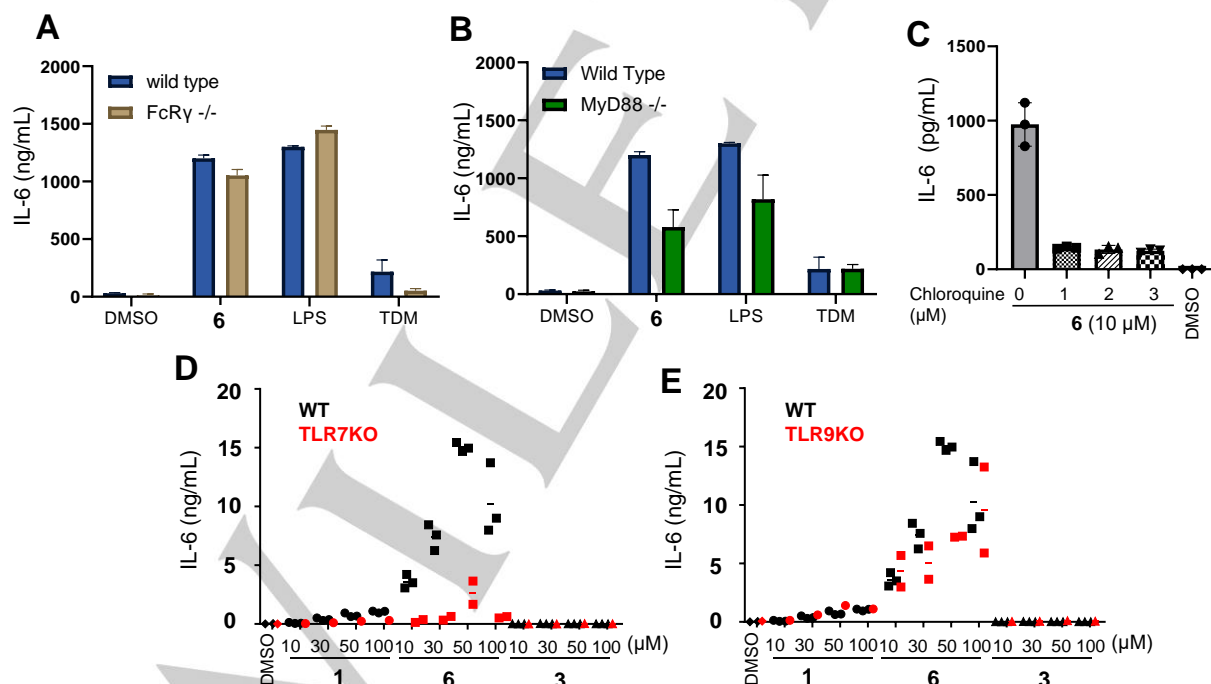 A
2000
1500
1000
500
0
IL-6 (ng/mL)
wild type
FcRγ -/-
DMSO 6 LPS TDM
B
2000
1500
1000
500
0
IL-6 (ng/mL)
Wild Type
MyD88 -/-
DMSO 6 LPS TDM
C
1500
1000
500
0
IL-6 (pg/mL)
Chloroquine 0 1 2 3
(μM)
6 (10 μM)
DMSO
D
20
15
10
5
0
IL-6 (ng/mL)
WT
TLR7KO
DMSO 10 30 50 100 10 30 50 100 10 30 50 100 (μM)
1 6 3
E
20
15
10
5
0
IL-6 (ng/mL)
WT
TLR9KO
DMSO 10 30 50 100 10 30 50 100 10 30 50 100 (μM)
1 6 3